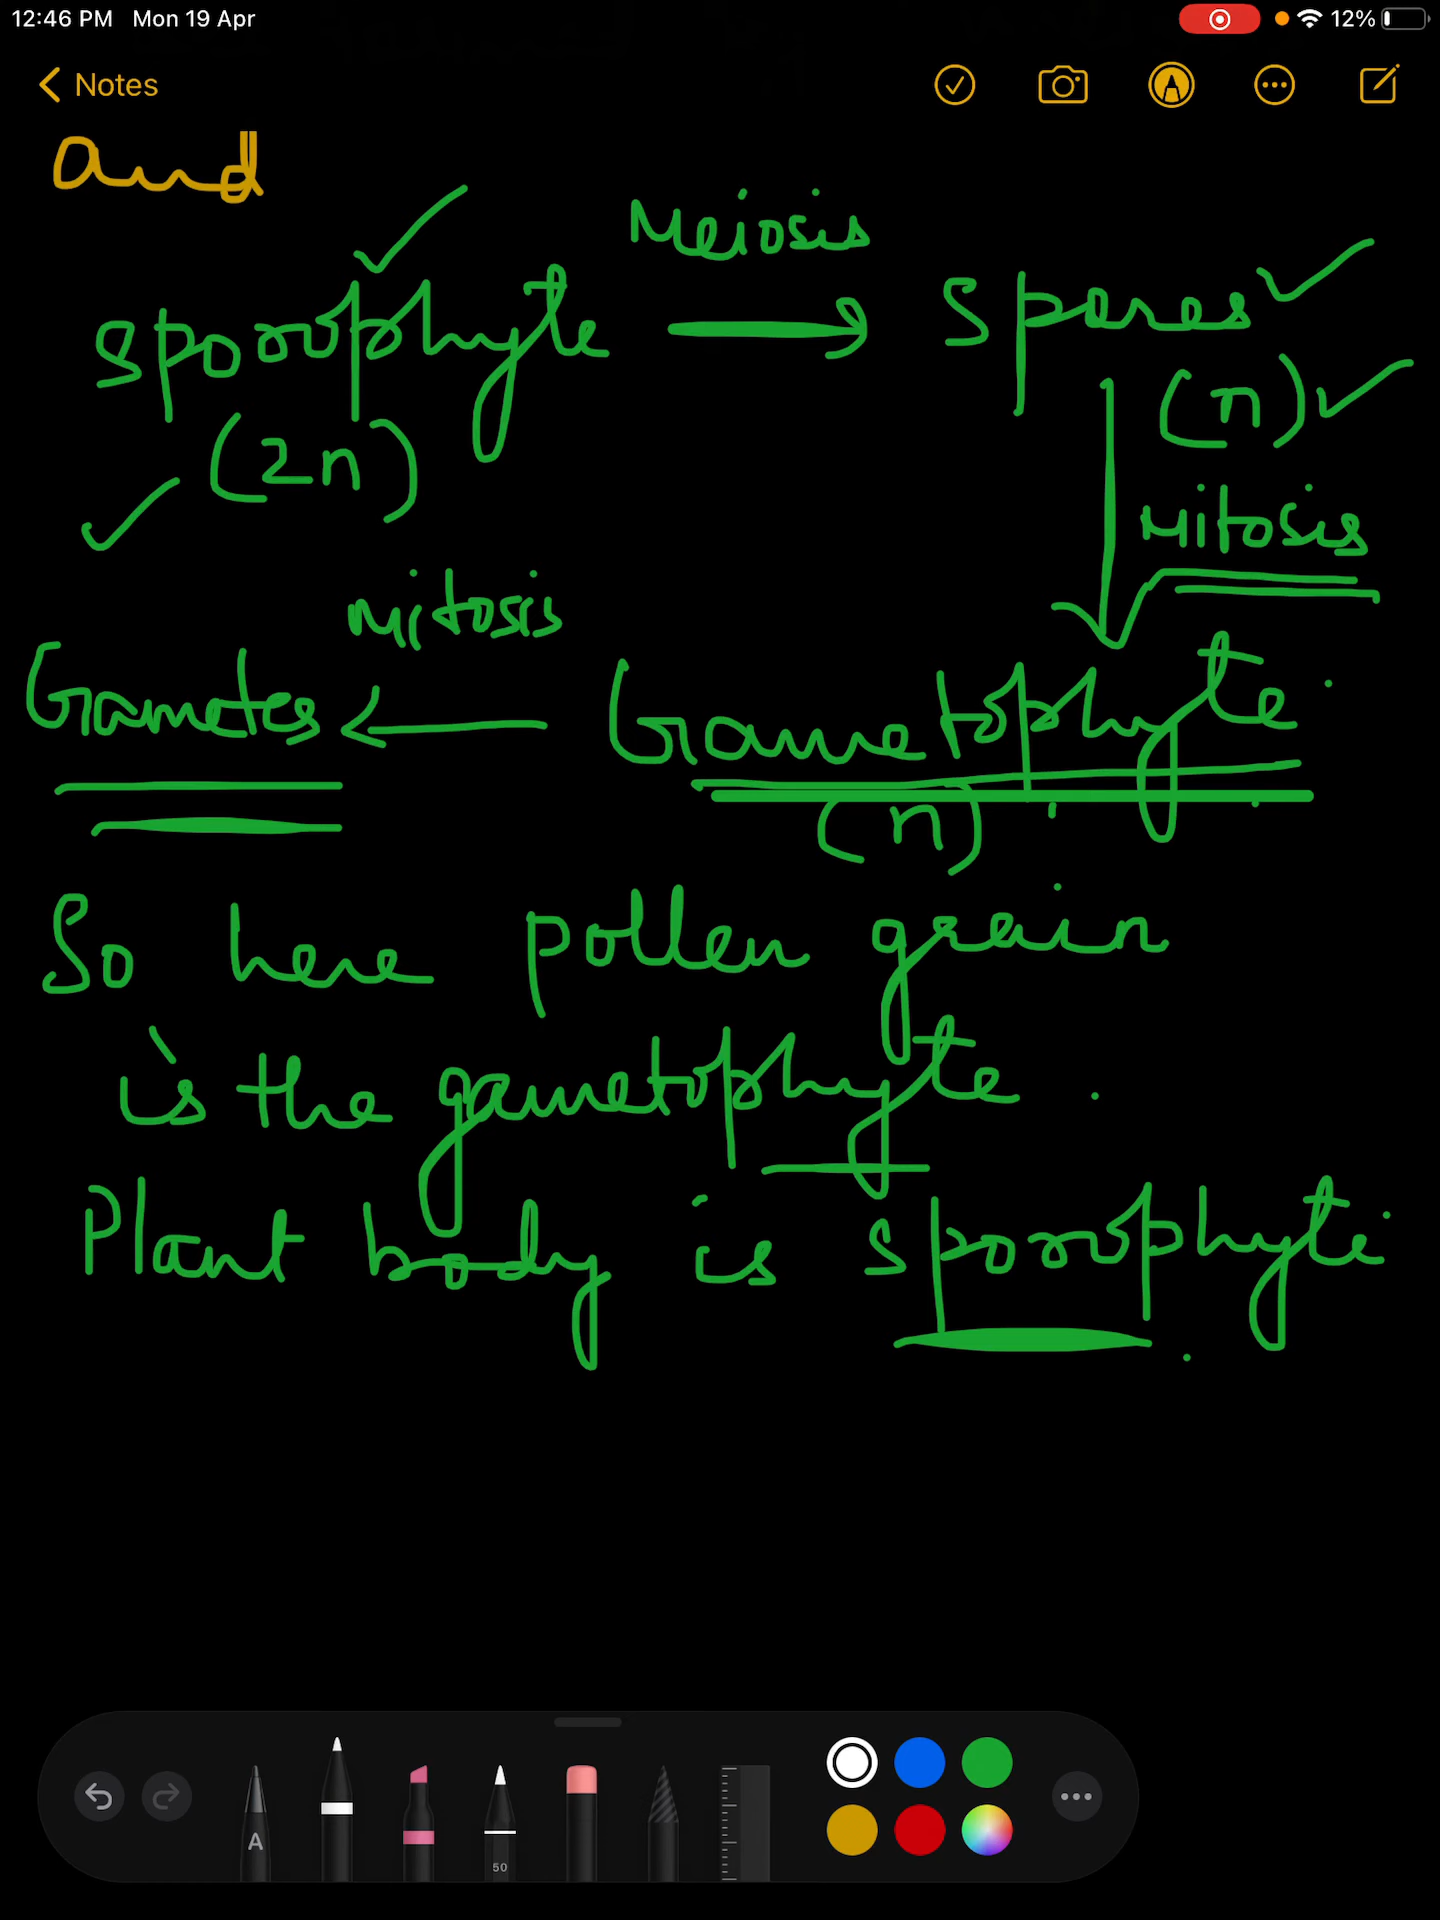 12:46 PM Mon 19 Apr 12%
Notes
and
Meiosis
sporophyte Spores
(2n) (n)
Mitosis
mitosis
Gametes Gametophyte
(n)
So here pollen grain
is the gametophyte.
Plant body is sporophyte
A 50